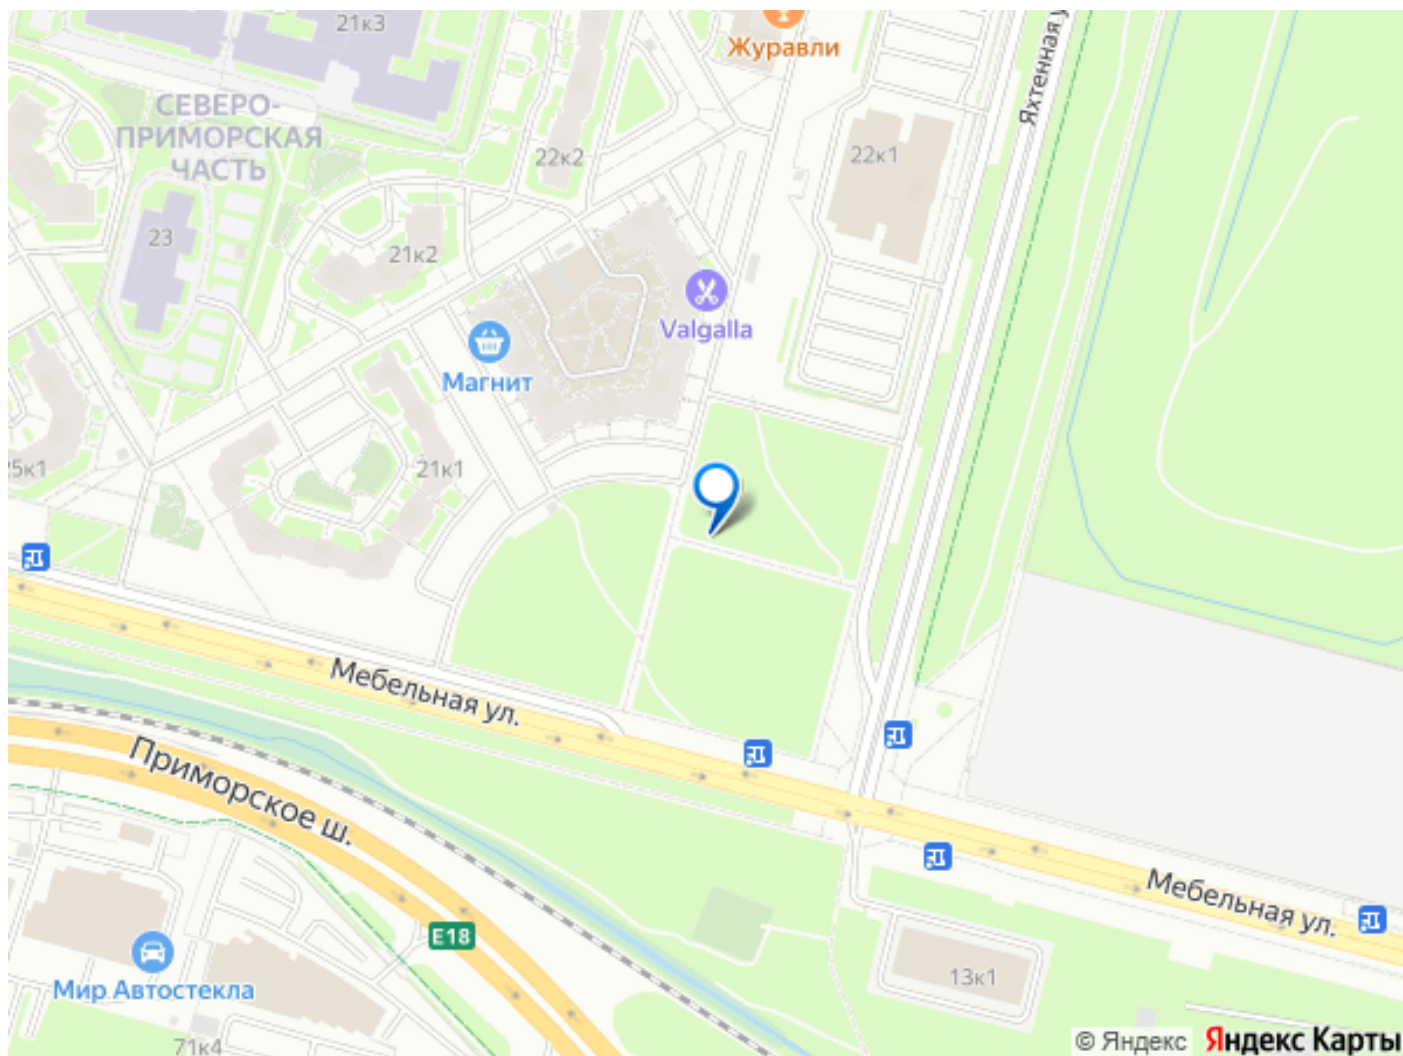 21к3
Журавли
Яхтенная у
СЕВЕРО-
ПРИМОРСКАЯ
ЧАСТЬ
22к2
22к1
23
21к2
Valgalla
Магнит
25к1
21к1
Мебельная ул.
Приморское ш.
E18
Мебельная ул.
Мир Автостекла
13к1
71к4
© Яндекс Яндекс Карты